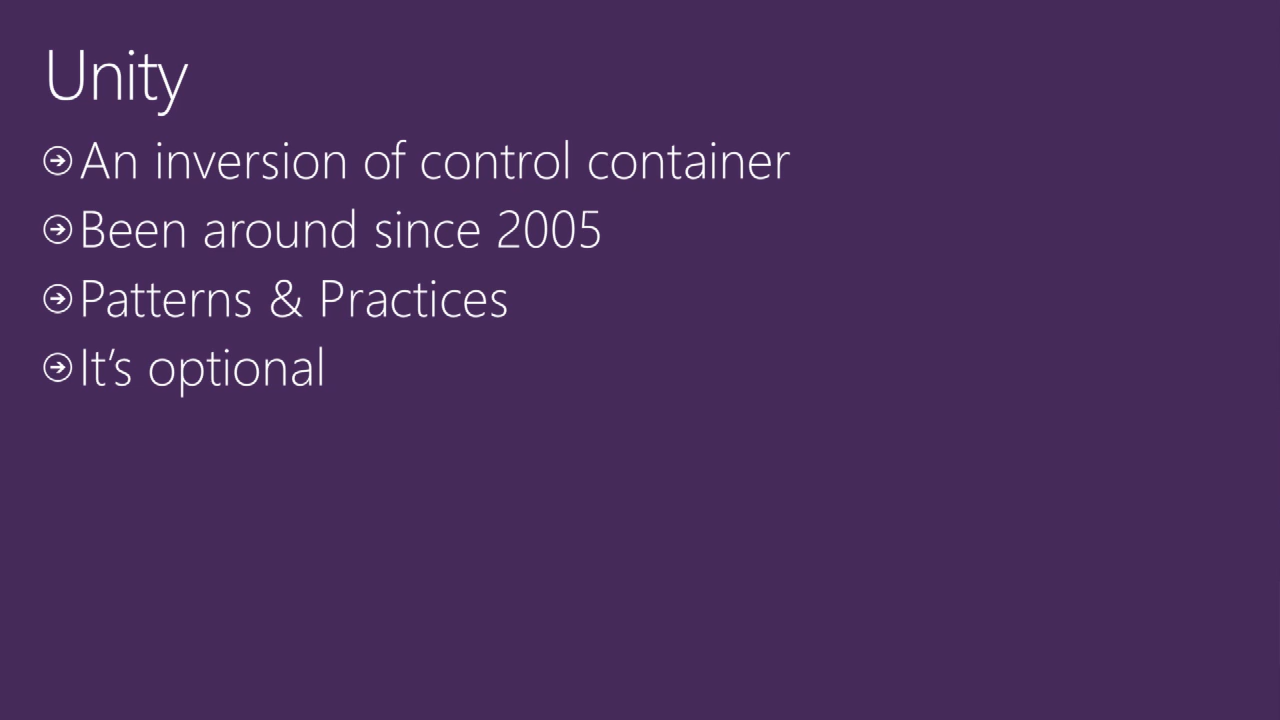 Unity
An inversion of control container
Been around since 2005
Patterns & Practices
It’s optional